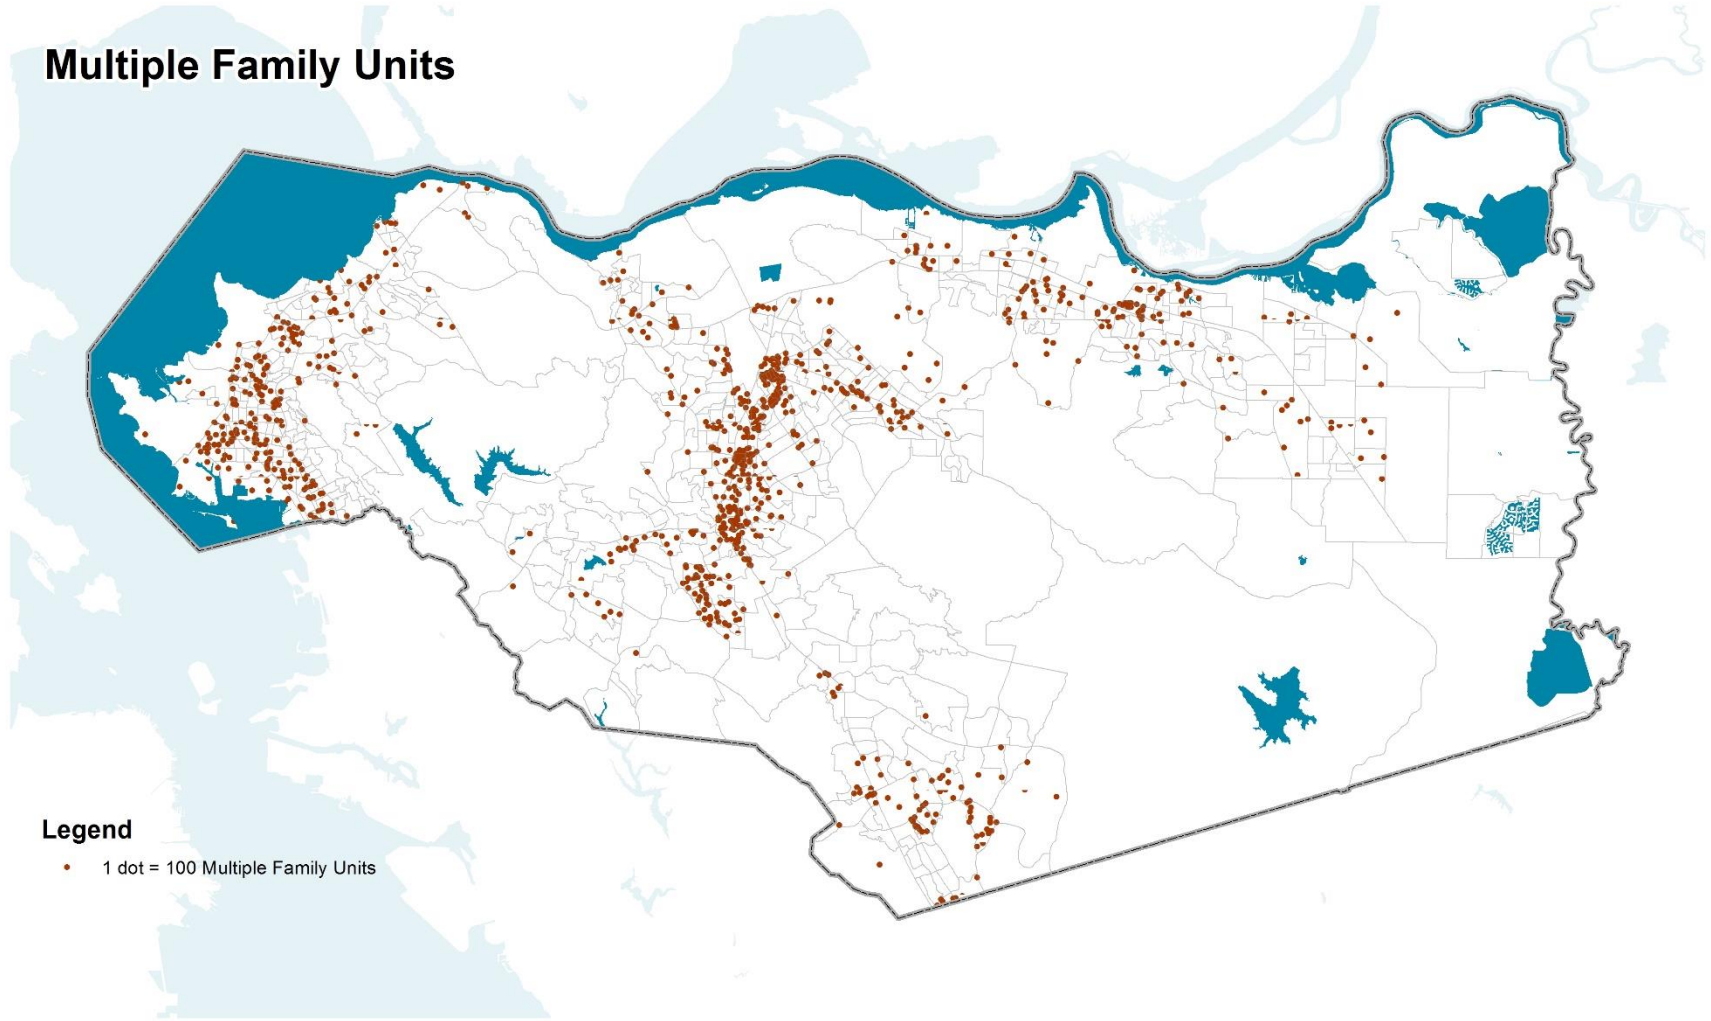 Multiple Family Units
Legend
1 dot = 100 Multiple Family Units